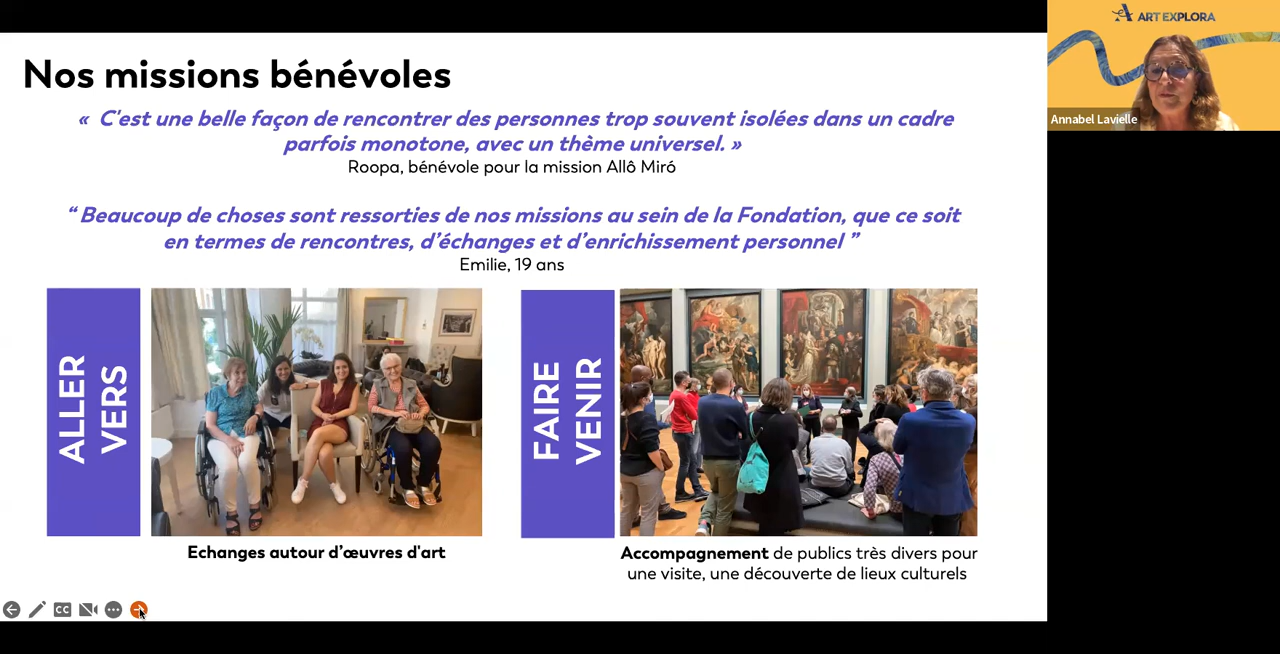 Nos missions bénévoles
« C'est une belle façon de rencontrer des personnes trop souvent isolées dans un cadre
parfois monotone, avec un thème universel. »
Roopa, bénévole pour la mission Allô Miró
“ Beaucoup de choses sont ressorties de nos missions au sein de la Fondation, que ce soit
en termes de rencontres, d’échanges et d’enrichissement personnel ”
Emilie, 19 ans
ALLER
VERS
Echanges autour d’œuvres d'art
FAIRE
VENIR
Accompagnement de publics très divers pour
une visite, une découverte de lieux culturels
CC
ART EXPLORA
Annabel Lavielle